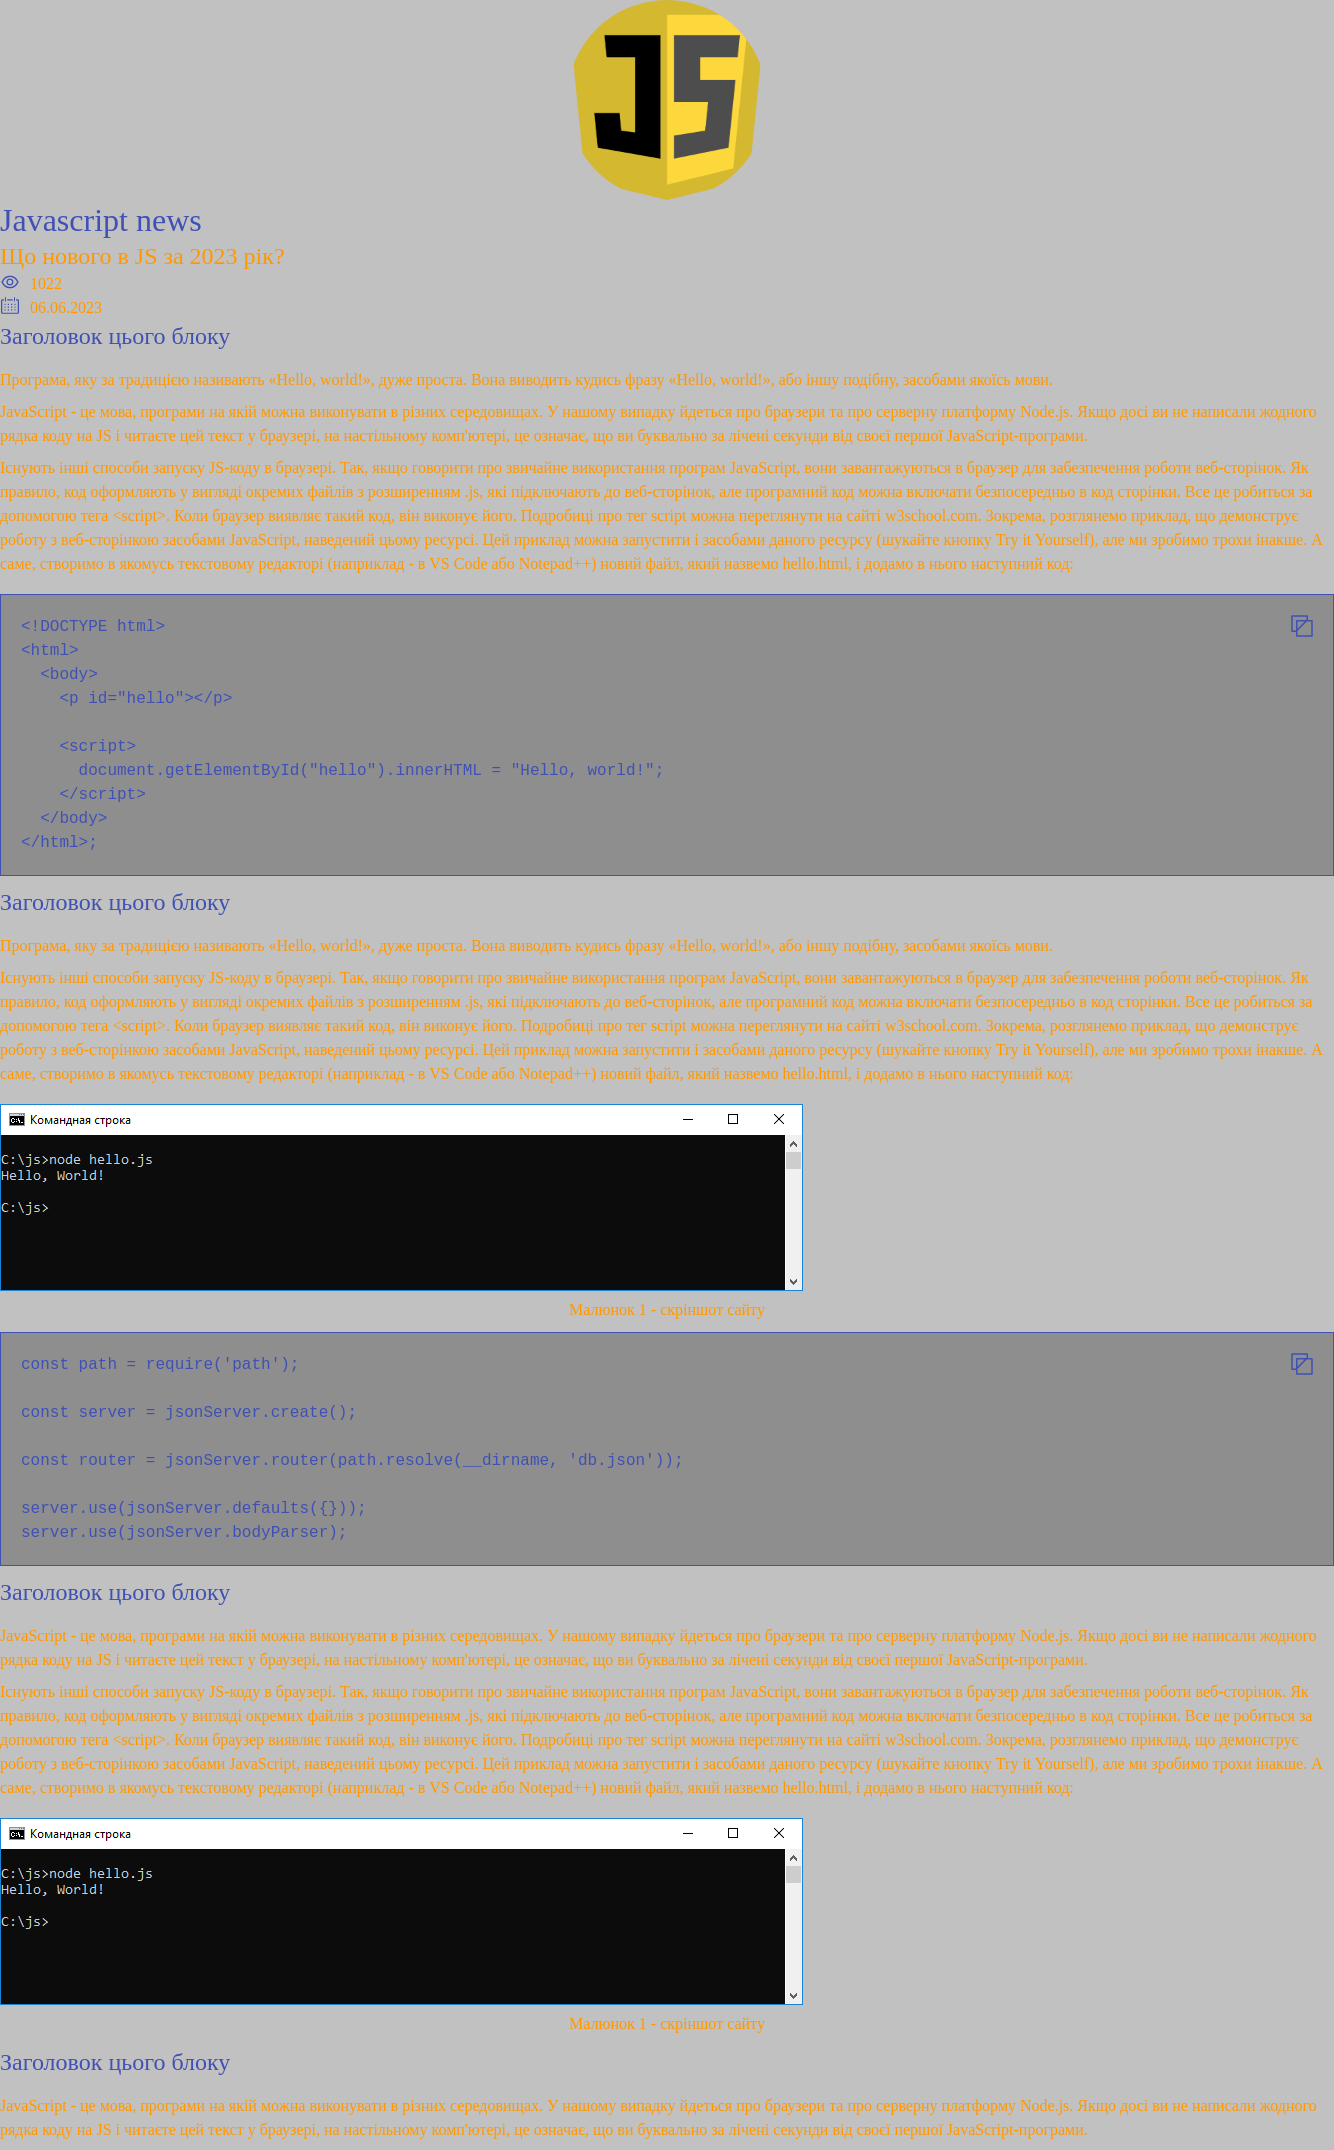 JS
Javascript news
Що нового в JS за 2023 рік?
1022
06.06.2023
Заголовок цього блоку
Програма, яку за традицією називають «Hello, world!», дуже проста. Вона виводить кудись фразу «Hello, world!», або іншу подібну, засобами якоїсь мови.
JavaScript - це мова, програми на якій можна виконувати в різних середовищах. У нашому випадку йдеться про браузери та про серверну платформу Node.js. Якщо досі ви не написали жодного
рядка коду на JS і читаєте цей текст у браузері, на настільному комп'ютері, це означає, що ви буквально за лічені секунди від своєї першої JavaScript-програми.
Існують інші способи запуску JS-коду в браузері. Так, якщо говорити про звичайне використання програм JavaScript, вони завантажуються в браузер для забезпечення роботи веб-сторінок. Як
правило, код оформляють у вигляді окремих файлів з розширенням .js, які підключають до веб-сторінок, але програмний код можна включати безпосередньо в код сторінки. Все це робиться за
допомогою тега <script>. Коли браузер виявляє такий код, він виконує його. Подробиці про тег script можна переглянути на сайті w3school.com. Зокрема, розглянемо приклад, що демонструє
роботу з веб-сторінкою засобами JavaScript, наведений цьому ресурсі. Цей приклад можна запустити і засобами даного ресурсу (шукайте кнопку Try it Yourself), але ми зробимо трохи інакше. А
саме, створимо в якомусь текстовому редакторі (наприклад - в VS Code або Notepad++) новий файл, який назвемо hello.html, і додамо в нього наступний код:
<!DOCTYPE html>
<html>
  <body>
    <p id="hello"></p>
    <script>
      document.getElementById("hello").innerHTML = "Hello, world!";
    </script>
  </body>
</html>;
Заголовок цього блоку
Програма, яку за традицією називають «Hello, world!», дуже проста. Вона виводить кудись фразу «Hello, world!», або іншу подібну, засобами якоїсь мови.
Існують інші способи запуску JS-коду в браузері. Так, якщо говорити про звичайне використання програм JavaScript, вони завантажуються в браузер для забезпечення роботи веб-сторінок. Як
правило, код оформляють у вигляді окремих файлів з розширенням .js, які підключають до веб-сторінок, але програмний код можна включати безпосередньо в код сторінки. Все це робиться за
допомогою тега <script>. Коли браузер виявляє такий код, він виконує його. Подробиці про тег script можна переглянути на сайті w3school.com. Зокрема, розглянемо приклад, що демонструє
роботу з веб-сторінкою засобами JavaScript, наведений цьому ресурсі. Цей приклад можна запустити і засобами даного ресурсу (шукайте кнопку Try it Yourself), але ми зробимо трохи інакше. А
саме, створимо в якомусь текстовому редакторі (наприклад - в VS Code або Notepad++) новий файл, який назвемо hello.html, і додамо в нього наступний код:
Командная строка
C:\js>node hello.js
Hello, World!
C:\js>
Малюнок 1 - скріншот сайту
const path = require('path');
const server = jsonServer.create();
const router = jsonServer.router(path.resolve(__dirname, 'db.json'));
server.use(jsonServer.defaults({}));
server.use(jsonServer.bodyParser);
Заголовок цього блоку
JavaScript - це мова, програми на якій можна виконувати в різних середовищах. У нашому випадку йдеться про браузери та про серверну платформу Node.js. Якщо досі ви не написали жодного
рядка коду на JS і читаєте цей текст у браузері, на настільному комп'ютері, це означає, що ви буквально за лічені секунди від своєї першої JavaScript-програми.
Існують інші способи запуску JS-коду в браузері. Так, якщо говорити про звичайне використання програм JavaScript, вони завантажуються в браузер для забезпечення роботи веб-сторінок. Як
правило, код оформляють у вигляді окремих файлів з розширенням .js, які підключають до веб-сторінок, але програмний код можна включати безпосередньо в код сторінки. Все це робиться за
допомогою тега <script>. Коли браузер виявляє такий код, він виконує його. Подробиці про тег script можна переглянути на сайті w3school.com. Зокрема, розглянемо приклад, що демонструє
роботу з веб-сторінкою засобами JavaScript, наведений цьому ресурсі. Цей приклад можна запустити і засобами даного ресурсу (шукайте кнопку Try it Yourself), але ми зробимо трохи інакше. А
саме, створимо в якомусь текстовому редакторі (наприклад - в VS Code або Notepad++) новий файл, який назвемо hello.html, і додамо в нього наступний код:
Командная строка
C:\js>node hello.js
Hello, World!
C:\js>
Малюнок 1 - скріншот сайту
Заголовок цього блоку
JavaScript - це мова, програми на якій можна виконувати в різних середовищах. У нашому випадку йдеться про браузери та про серверну платформу Node.js. Якщо досі ви не написали жодного
рядка коду на JS і читаєте цей текст у браузері, на настільному комп'ютері, це означає, що ви буквально за лічені секунди від своєї першої JavaScript-програми.